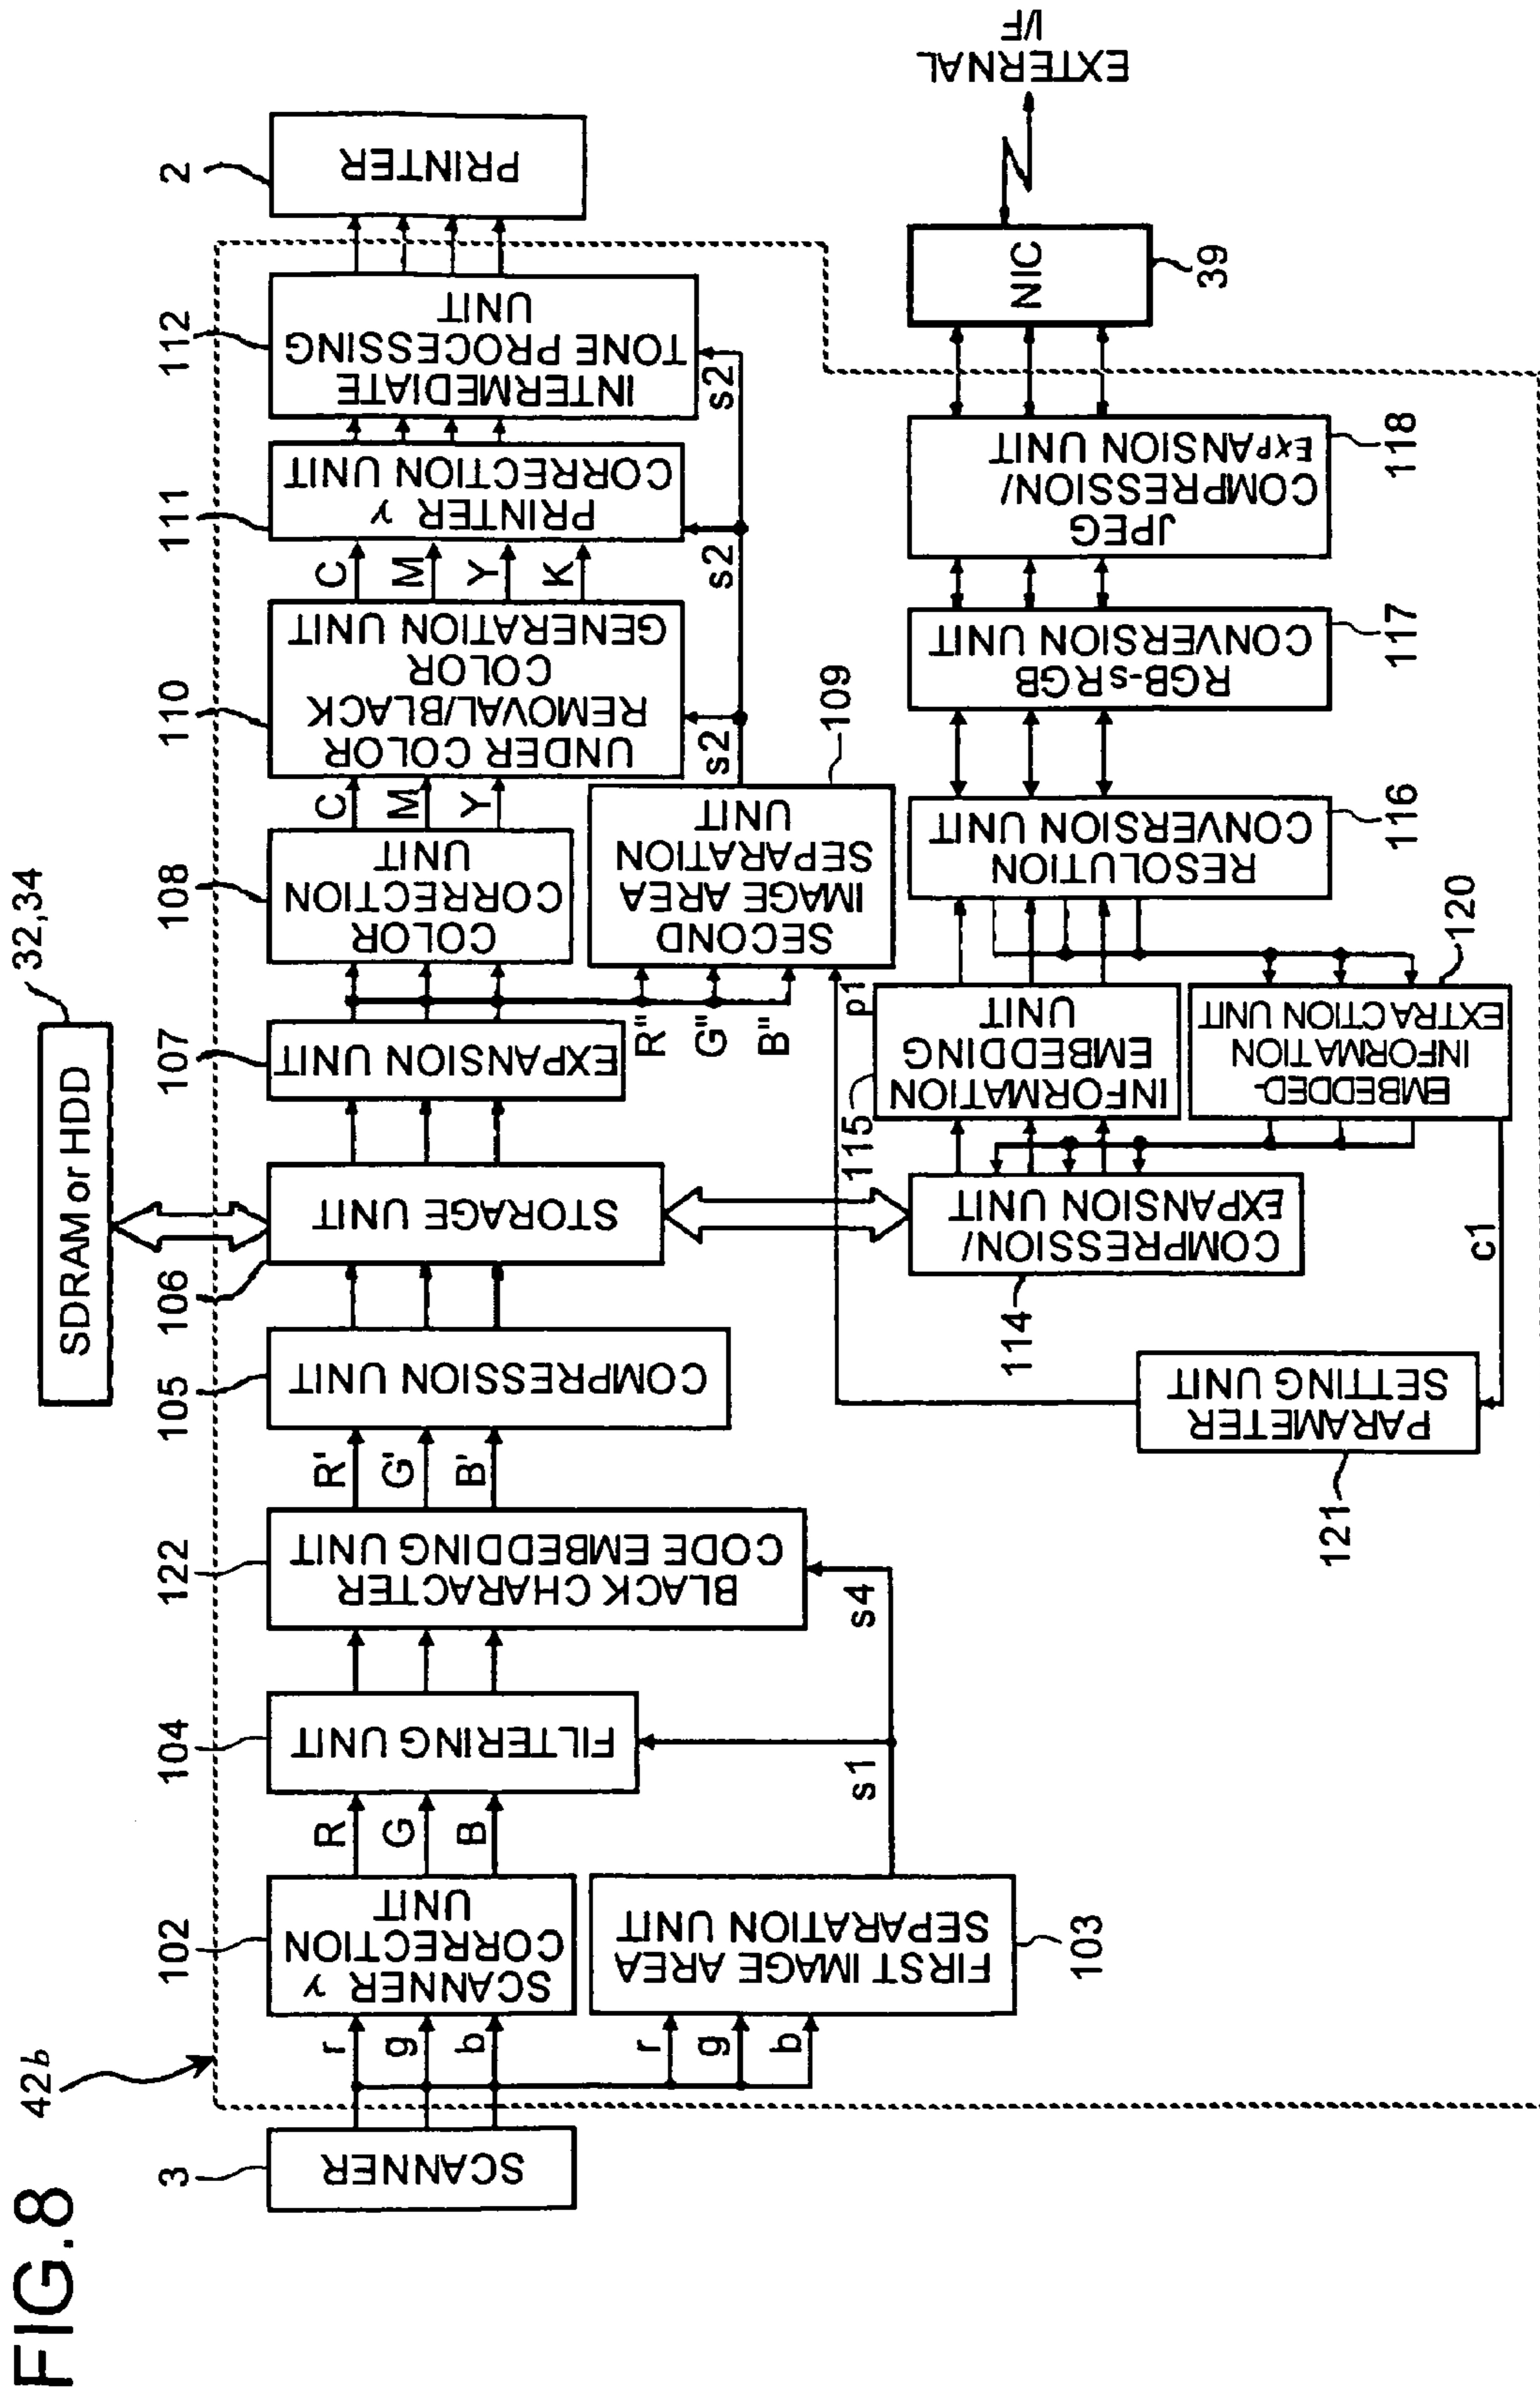 FIG.8
42b
32,34
SDRAM or HDD
3
SCANNER
r
g
b
102
SCANNER γ
CORRECTION
UNIT
r
g
b
FIRST IMAGE AREA
SEPARATION UNIT
103
R
G
B
104
FILTERING UNIT
s1
s4
122
BLACK CHARACTER
CODE EMBEDDING UNIT
R'
G'
B'
105
COMPRESSION UNIT
106
STORAGE UNIT
107
EXPANSION UNIT
R"
G"
B"
108
COLOR
CORRECTION
UNIT
SECOND
IMAGE AREA
SEPARATION
UNIT
109
C
M
Y
110
UNDER COLOR
REMOVAL/BLACK
COLOR
GENERATION UNIT
s2
C
M
Y
K
111
PRINTER γ
CORRECTION UNIT
s2
112
INTERMEDIATE
TONE PROCESSING
UNIT
s2
2
PRINTER
121
PARAMETER
SETTING UNIT
c1
114
COMPRESSION/
EXPANSION UNIT
115
INFORMATION
EMBEDDING
UNIT
p1
EMBEDDED-
INFORMATION
EXTRACTION UNIT
120
RESOLUTION
CONVERSION UNIT
116
RGB-sRGB
CONVERSION UNIT
117
JPEG
COMPRESSION/
EXPANSION UNIT
118
NIC
39
EXTERNAL
I/F